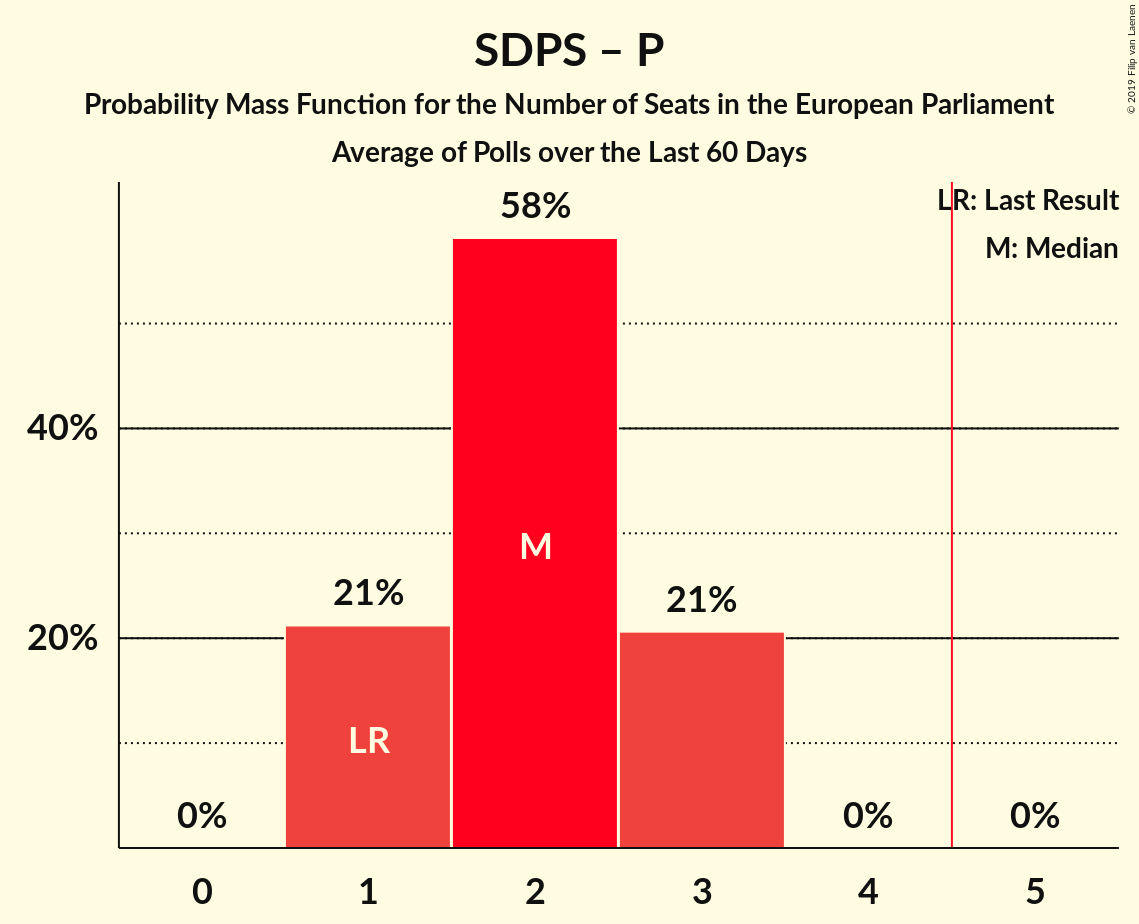 SDPS – P
Probability Mass Function for the Number of Seats in the European Parliament
Average of Polls over the Last 60 Days
© 2019 Filip van Laenen
LR: Last Result
M: Median
58%
40%
M
21%
21%
20%
LR
0%
0%
0%
0
1
2
3
4
5